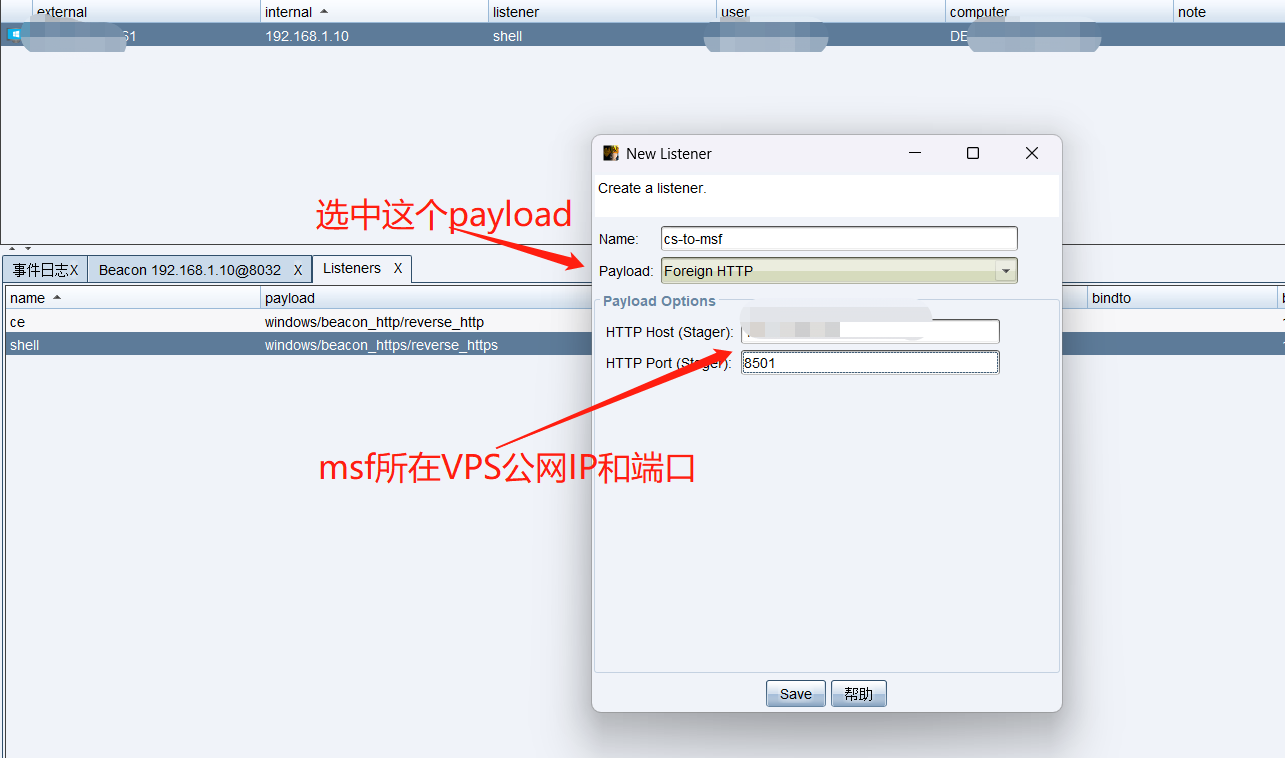 external internal listener user computer note
61 192.168.1.10 shell DE
New Listener
Create a listener.
选中这个payload
Name: cs-to-msf
事件日志X Beacon 192.168.1.10@8032 X Listeners X
Payload: Foreign HTTP
name payload bindto
Payload Options
ce windows/beacon_http/reverse_http
HTTP Host (Stager):
shell windows/beacon_https/reverse_https
HTTP Port (Stager): 8501
msf所在VPS公网IP和端口
Save 帮助